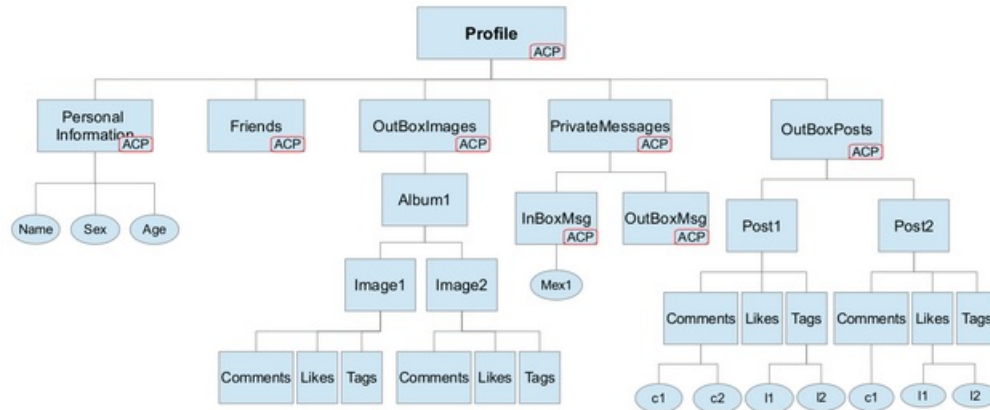 Profile
ACP
Personal
Information
ACP
Friends
ACP
OutBoxImages
ACP
PrivateMessages
ACP
OutBoxPosts
ACP
Name
Sex
Age
Album1
InBoxMsg
ACP
OutBoxMsg
ACP
Post1
Post2
Image1
Image2
Mex1
Comments
Likes
Tags
Comments
Likes
Tags
Comments
Likes
Tags
Comments
Likes
Tags
c1
c2
l1
l2
c1
l1
l2